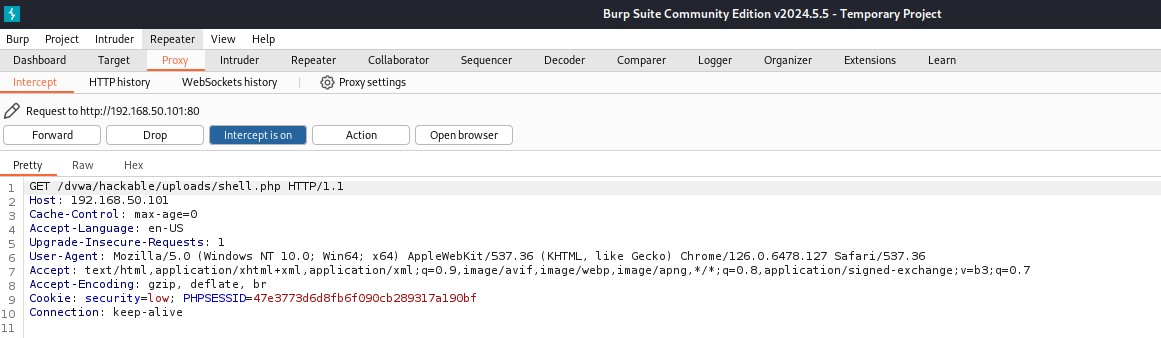 Burp Suite Community Edition v2024.5.5 - Temporary Project
Burp Project Intruder Repeater View Help
Dashboard Target Proxy Intruder Repeater Collaborator Sequencer Decoder Comparer Logger Organizer Extensions Learn
Intercept HTTP history WebSockets history Proxy settings
Request to http://192.168.50.101:80
Forward Drop Intercept is on Action Open browser
Pretty Raw Hex
1 GET /dvwa/hackable/uploads/shell.php HTTP/1.1
2 Host: 192.168.50.101
3 Cache-Control: max-age=0
4 Accept-Language: en-US
5 Upgrade-Insecure-Requests: 1
6 User-Agent: Mozilla/5.0 (Windows NT 10.0; Win64; x64) AppleWebKit/537.36 (KHTML, like Gecko) Chrome/126.0.6478.127 Safari/537.36
7 Accept: text/html,application/xhtml+xml,application/xml;q=0.9,image/avif,image/webp,image/apng,*/*;q=0.8,application/signed-exchange;v=b3;q=0.7
8 Accept-Encoding: gzip, deflate, br
9 Cookie: security=low; PHPSESSID=47e3773d6d8fb6f090cb289317a190bf
10 Connection: keep-alive
11